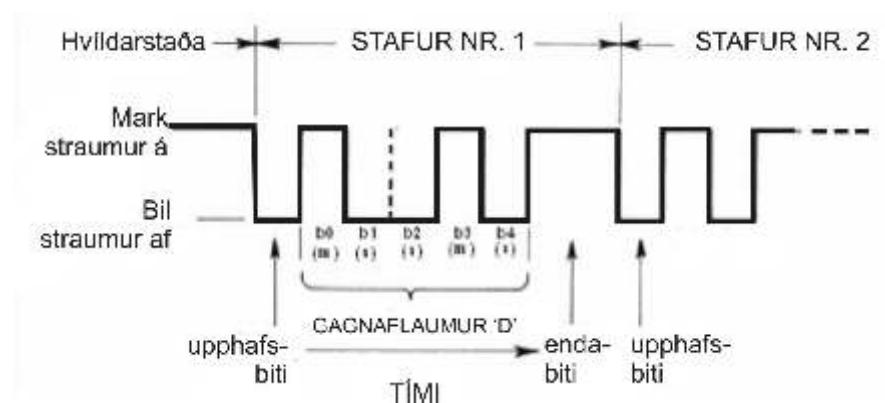 Hvíldarstaða
STAFUR NR. 1
STAFUR NR. 2
Mark
straumur á
Bil
straumur af
b0 b1 b2 b3 b4
(m) (s) (s) (m) (s)
GAGNAFLAUMUR 'D'
upphafs-
biti
enda-
biti
upphafs-
biti
TÍMI